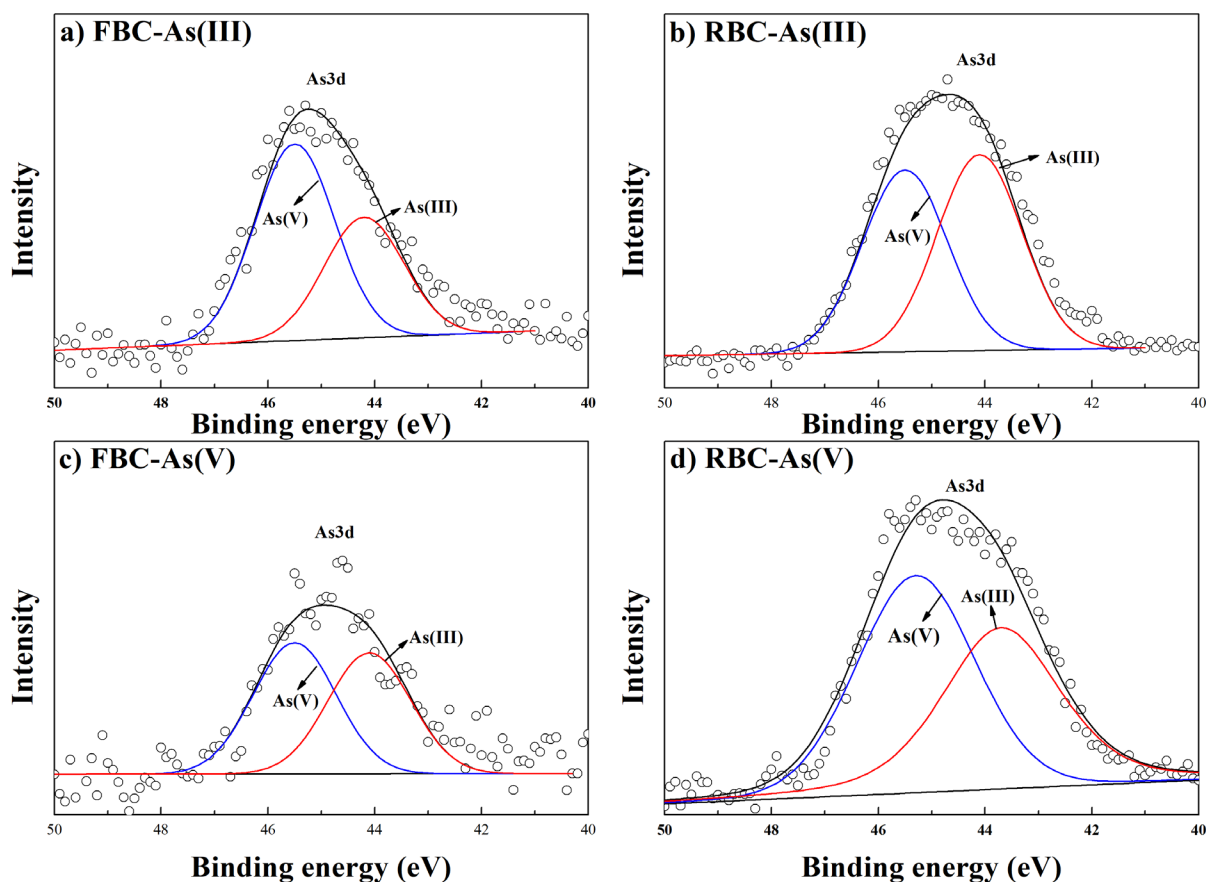 a) FBC-As(III)
As3d
As(V)
As(III)
Intensity
50 48 46 44 42 40
Binding energy (eV)
b) RBC-As(III)
As3d
As(III)
As(V)
Intensity
50 48 46 44 42 40
Binding energy (eV)
c) FBC-As(V)
As3d
As(III)
As(V)
Intensity
50 48 46 44 42 40
Binding energy (eV)
d) RBC-As(V)
As3d
As(III)
As(V)
Intensity
50 48 46 44 42 40
Binding energy (eV)